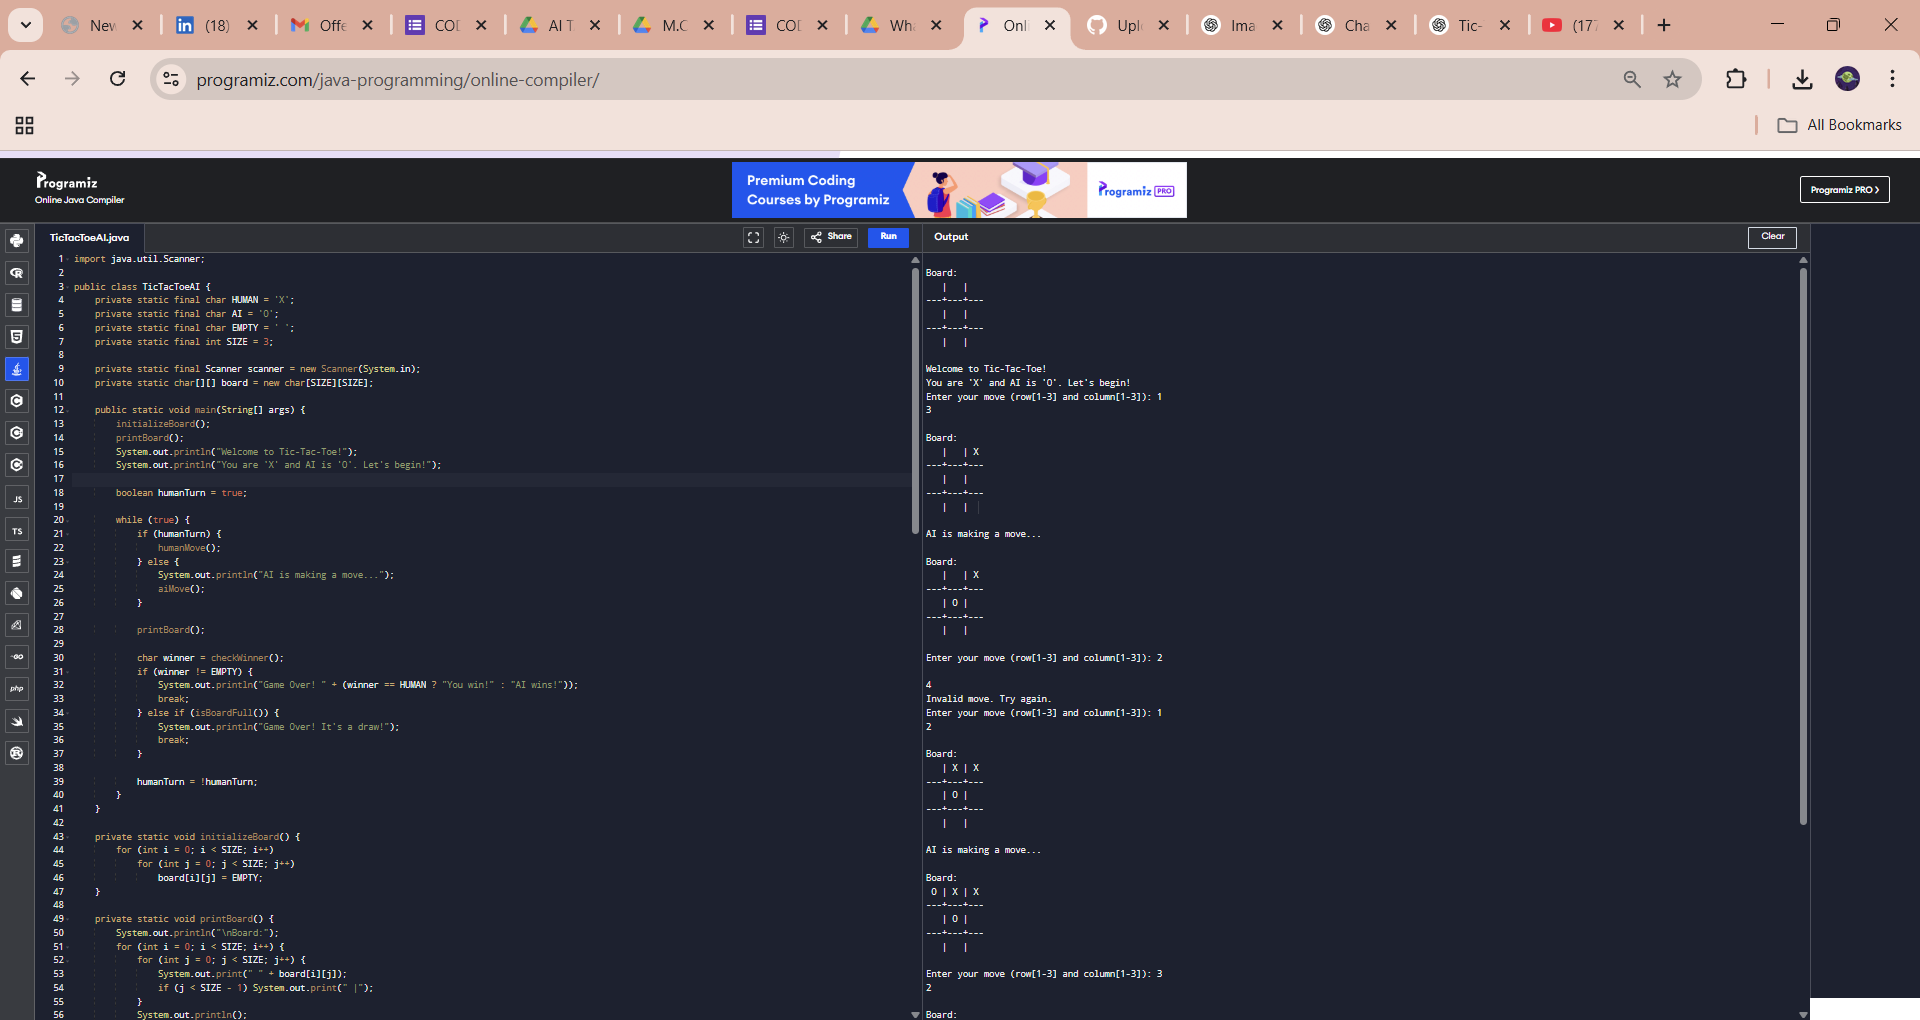 New
(18)
Offe
COD
AI T
M.C
COD
Wha
Onli
Uplo
Ima
Cha
Tic-
(177
programiz.com/java-programming/online-compiler/
All Bookmarks
Programiz
Online Java Compiler
Premium Coding
Courses by Programiz
Programiz PRO
Programiz PRO >
TicTacToeAI.java
Share
Run
Output
Clear
JS
TS
GO
php
1 import java.util.Scanner;
2
3 public class TicTacToeAI {
4 private static final char HUMAN = 'X';
5 private static final char AI = 'O';
6 private static final char EMPTY = ' ';
7 private static final int SIZE = 3;
8
9 private static final Scanner scanner = new Scanner(System.in);
10 private static char[][] board = new char[SIZE][SIZE];
11
12 public static void main(String[] args) {
13 initializeBoard();
14 printBoard();
15 System.out.println("Welcome to Tic-Tac-Toe!");
16 System.out.println("You are 'X' and AI is 'O'. Let's begin!");
17
18 boolean humanTurn = true;
19
20 while (true) {
21 if (humanTurn) {
22 humanMove();
23 } else {
24 System.out.println("AI is making a move...");
25 aiMove();
26 }
27
28 printBoard();
29
30 char winner = checkWinner();
31 if (winner != EMPTY) {
32 System.out.println("Game Over! " + (winner == HUMAN ? "You win!" : "AI wins!"));
33 break;
34 } else if (isBoardFull()) {
35 System.out.println("Game Over! It's a draw!");
36 break;
37 }
38
39 humanTurn = !humanTurn;
40 }
41 }
42
43 private static void initializeBoard() {
44 for (int i = 0; i < SIZE; i++)
45 for (int j = 0; j < SIZE; j++)
46 board[i][j] = EMPTY;
47 }
48
49 private static void printBoard() {
50 System.out.println("\nBoard:");
51 for (int i = 0; i < SIZE; i++) {
52 for (int j = 0; j < SIZE; j++) {
53 System.out.print(" " + board[i][j]);
54 if (j < SIZE - 1) System.out.print(" |");
55 }
56 System.out.println();
Board:
| |
---+---+---
| |
---+---+---
| |
Welcome to Tic-Tac-Toe!
You are 'X' and AI is 'O'. Let's begin!
Enter your move (row[1-3] and column[1-3]): 1
3
Board:
| | X
---+---+---
| |
---+---+---
| |
AI is making a move...
Board:
| | X
---+---+---
| O |
---+---+---
| |
Enter your move (row[1-3] and column[1-3]): 2
4
Invalid move. Try again.
Enter your move (row[1-3] and column[1-3]): 1
2
Board:
| X | X
---+---+---
| O |
---+---+---
| |
AI is making a move...
Board:
O | X | X
---+---+---
| O |
---+---+---
| |
Enter your move (row[1-3] and column[1-3]): 3
2
Board: